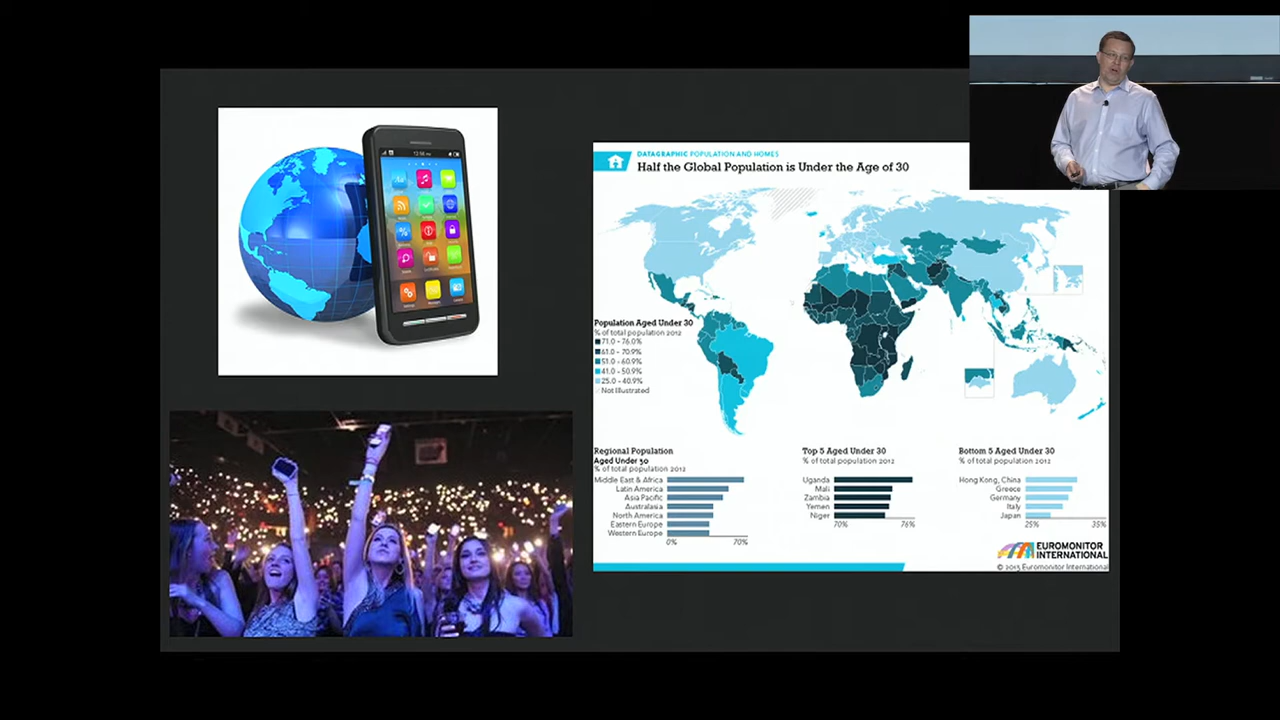 DATAGRAPHIC POPULATION AND HOMES
Half the Global Population is Under the Age of 30
Population Aged Under 30
% of total population 2012
71.0 - 76.0%
61.0 - 70.9%
51.0 - 60.9%
41.0 - 50.9%
25.0 - 40.9%
Not Illustrated
Regional Population
Aged Under 30
% of total population 2012
Middle East & Africa
Latin America
Asia Pacific
Australasia
North America
Eastern Europe
Western Europe
0% 70%
Top 5 Aged Under 30
% of total population 2012
Uganda
Mali
Zambia
Yemen
Niger
70% 76%
Bottom 5 Aged Under 30
% of total population 2012
Hong Kong, China
Greece
Germany
Italy
Japan
25% 35%
EUROMONITOR
INTERNATIONAL
© 2015 Euromonitor International